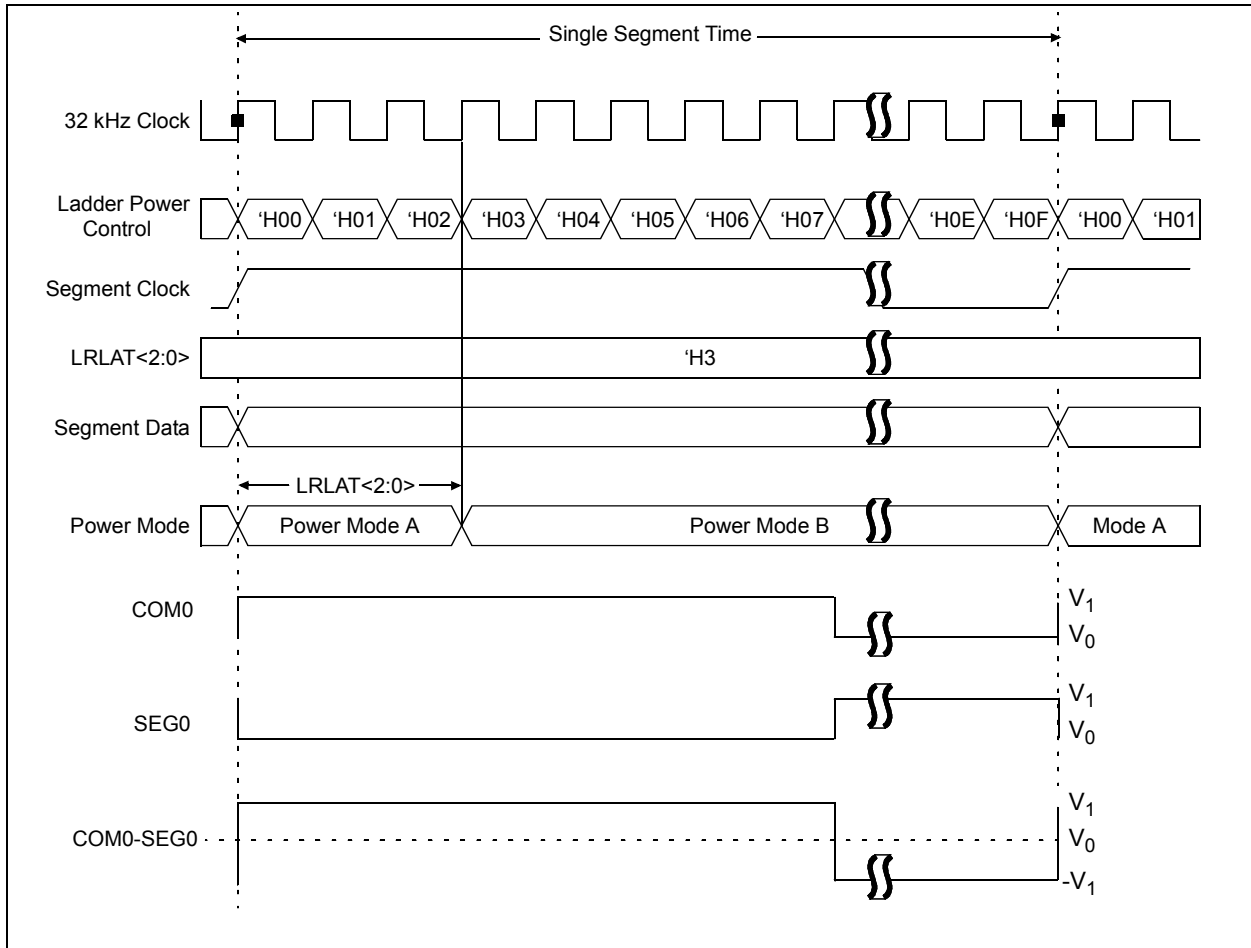 Single Segment Time
32 kHz Clock
Ladder Power
Control
‘H00 ‘H01 ‘H02 ‘H03 ‘H04 ‘H05 ‘H06 ‘H07 ‘H0E ‘H0F ‘H00 ‘H01
Segment Clock
LRLAT<2:0>
‘H3
Segment Data
LRLAT<2:0>
Power Mode
Power Mode A
Power Mode B
Mode A
COM0
V1
V0
SEG0
V1
V0
COM0-SEG0
V1
V0
-V1